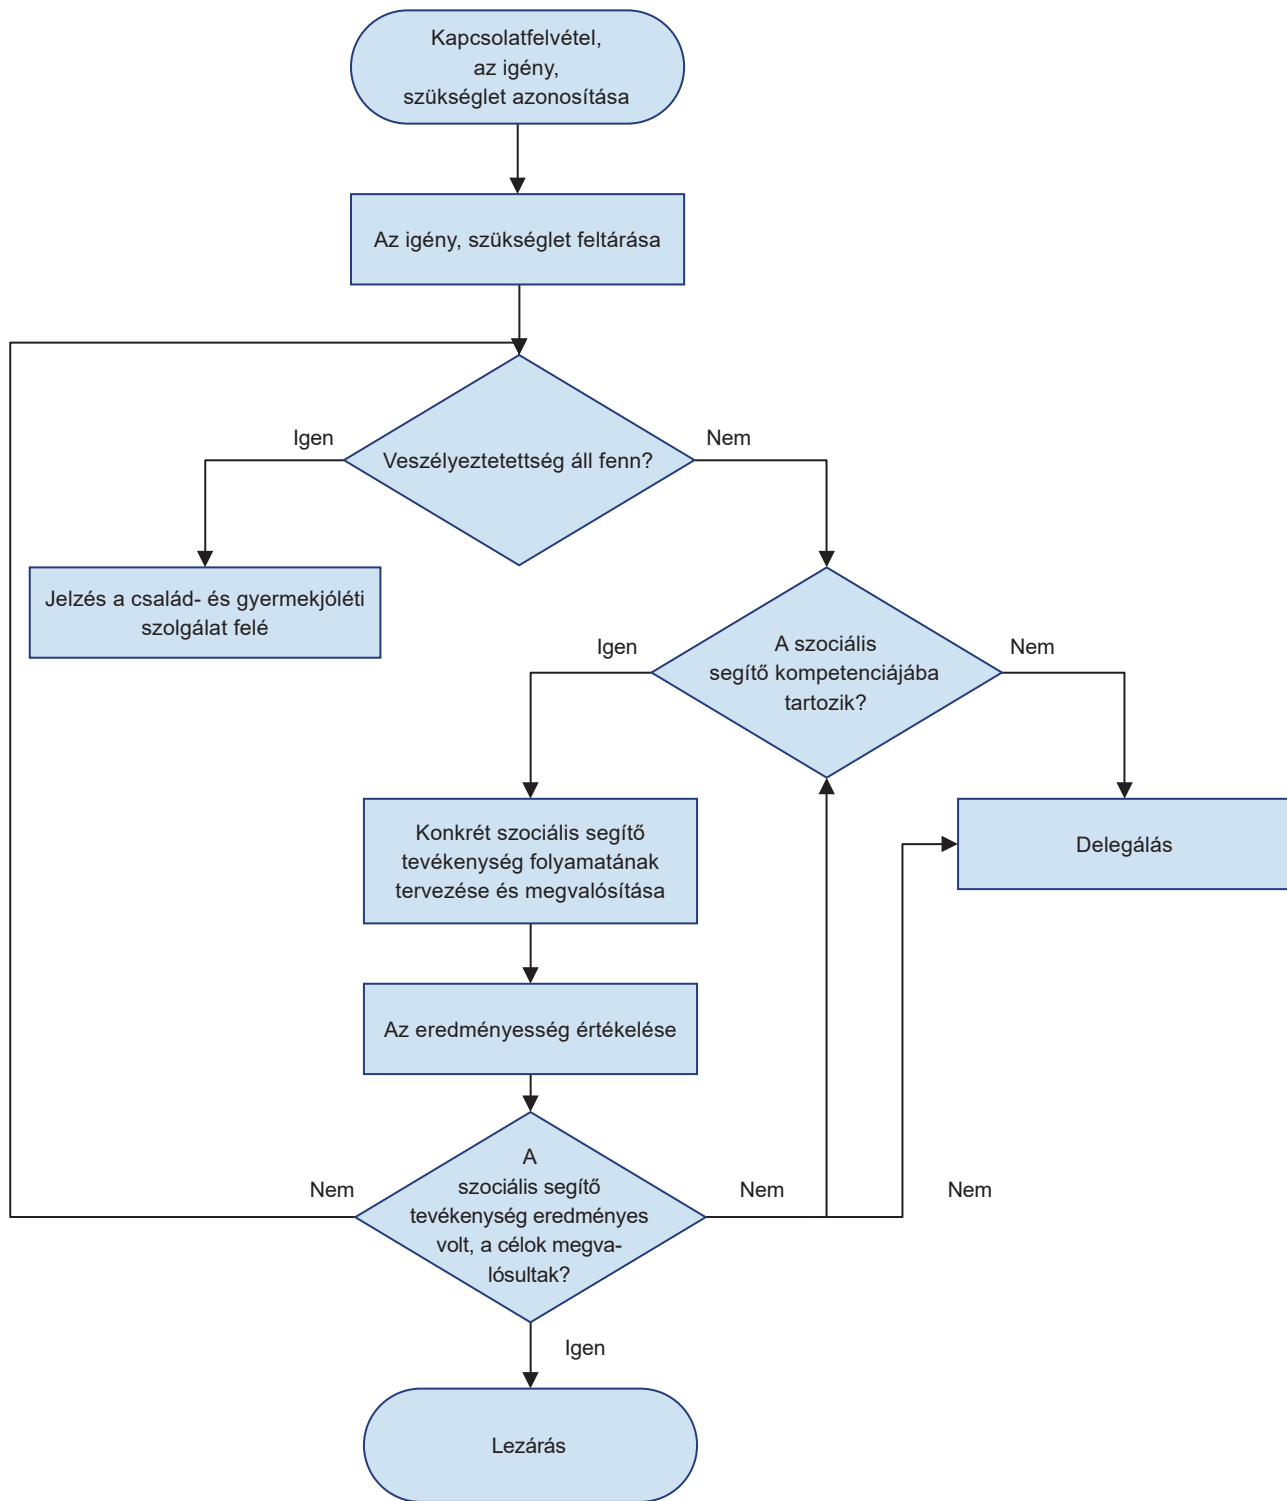 Kapcsolatfelvétel,
az igény,
szükséglet azonosítása
Az igény, szükséglet feltárása
Igen
Nem
Veszélyeztetettség áll fenn?
Jelzés a család- és gyermekjóléti
szolgálat felé
Igen
Nem
A szociális
segítő kompetenciájába
tartozik?
Konkrét szociális segítő
tevékenység folyamatának
tervezése és megvalósítása
Delegálás
Az eredményesség értékelése
Nem
A
szociális segítő
tevékenység eredményes
volt, a célok megva-
lósultak?
Nem
Nem
Igen
Lezárás